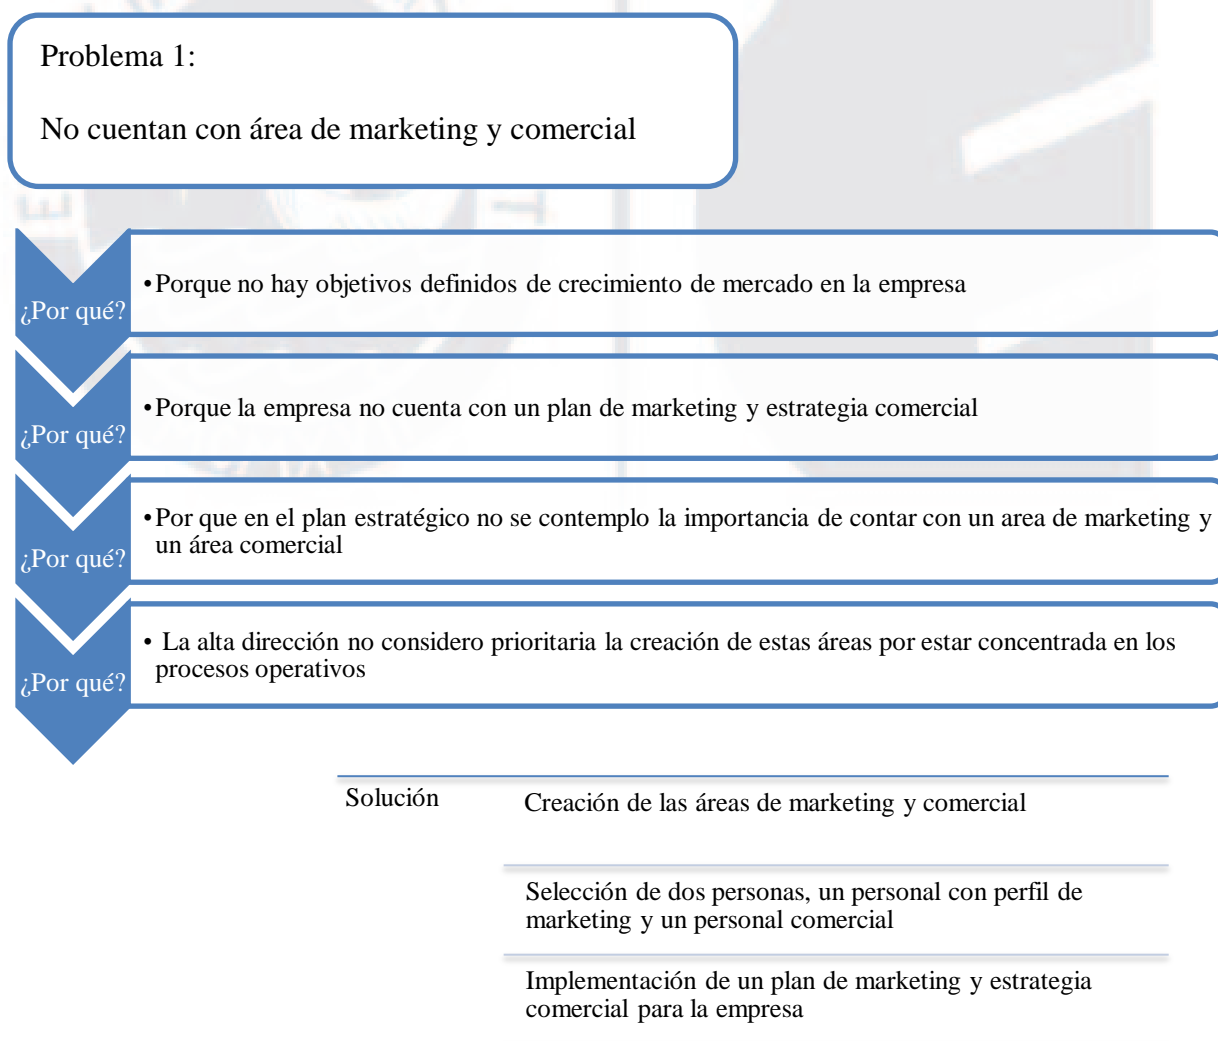 Problema 1:
No cuentan con área de marketing y comercial
¿Por qué?
•Porque no hay objetivos definidos de crecimiento de mercado en la empresa
¿Por qué?
•Porque la empresa no cuenta con un plan de marketing y estrategia comercial
¿Por qué?
•Por que en el plan estratégico no se contemplo la importancia de contar con un area de marketing y
un área comercial
¿Por qué?
• La alta dirección no considero prioritaria la creación de estas áreas por estar concentrada en los
procesos operativos
Solución
Creación de las áreas de marketing y comercial
Selección de dos personas, un personal con perfil de
marketing y un personal comercial
Implementación de un plan de marketing y estrategia
comercial para la empresa